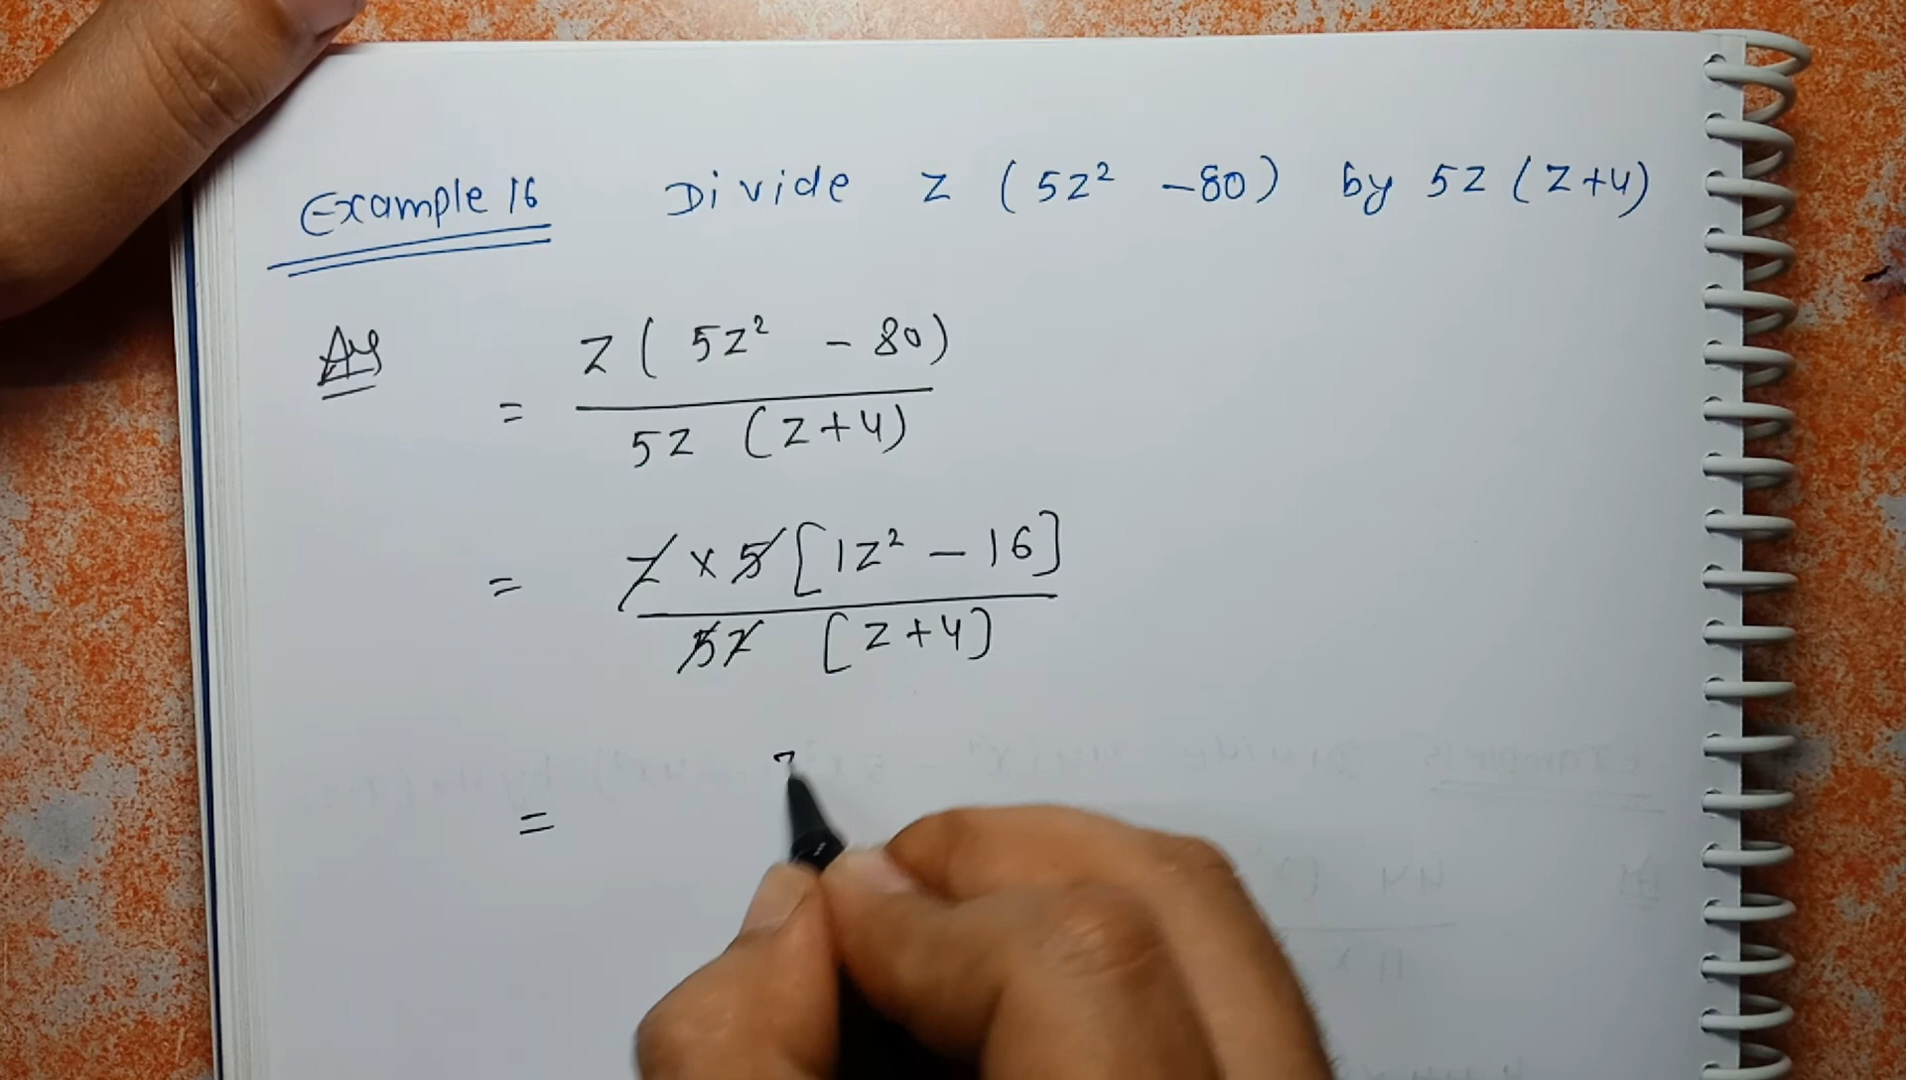 Example 16 Divide z (5z² -80) by 5z (z+4)
Ans
= z( 5z² - 80) / 5z (z+4)
= z x 5 [1z² - 16] / 5z [z+4]
= z